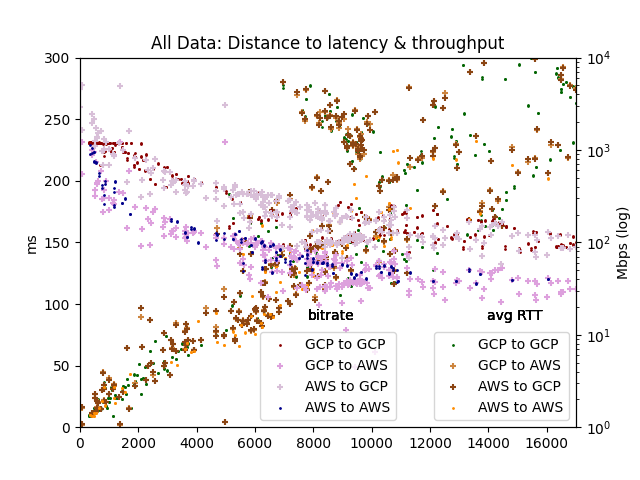 All Data: Distance to latency & throughput
300
250
200
150
100
50
0
ms
10^4
10^3
10^2
10^1
10^0
Mbps (log)
bitrate
GCP to GCP
GCP to AWS
AWS to GCP
AWS to AWS
avg RTT
GCP to GCP
GCP to AWS
AWS to GCP
AWS to AWS
0 2000 4000 6000 8000 10000 12000 14000 16000